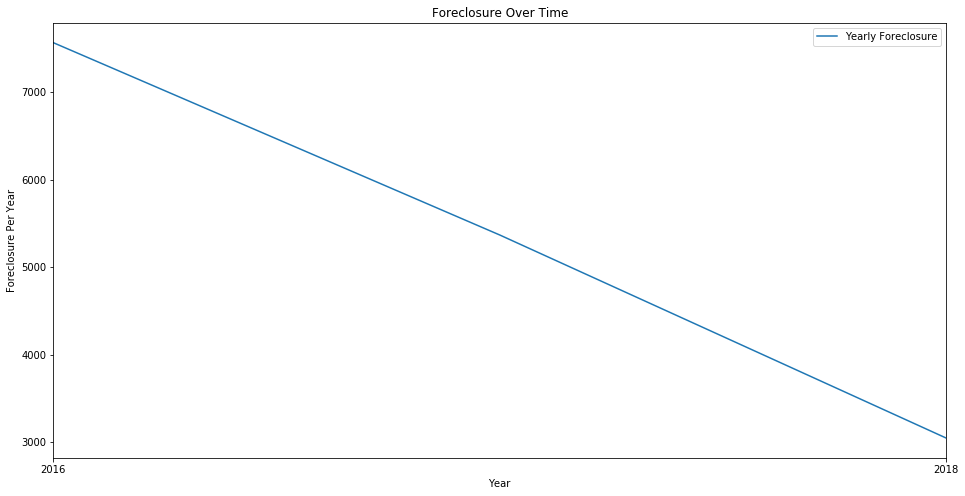 Foreclosure Over Time
Yearly Foreclosure
Foreclosure Per Year
7000
6000
5000
4000
3000
2016
2018
Year